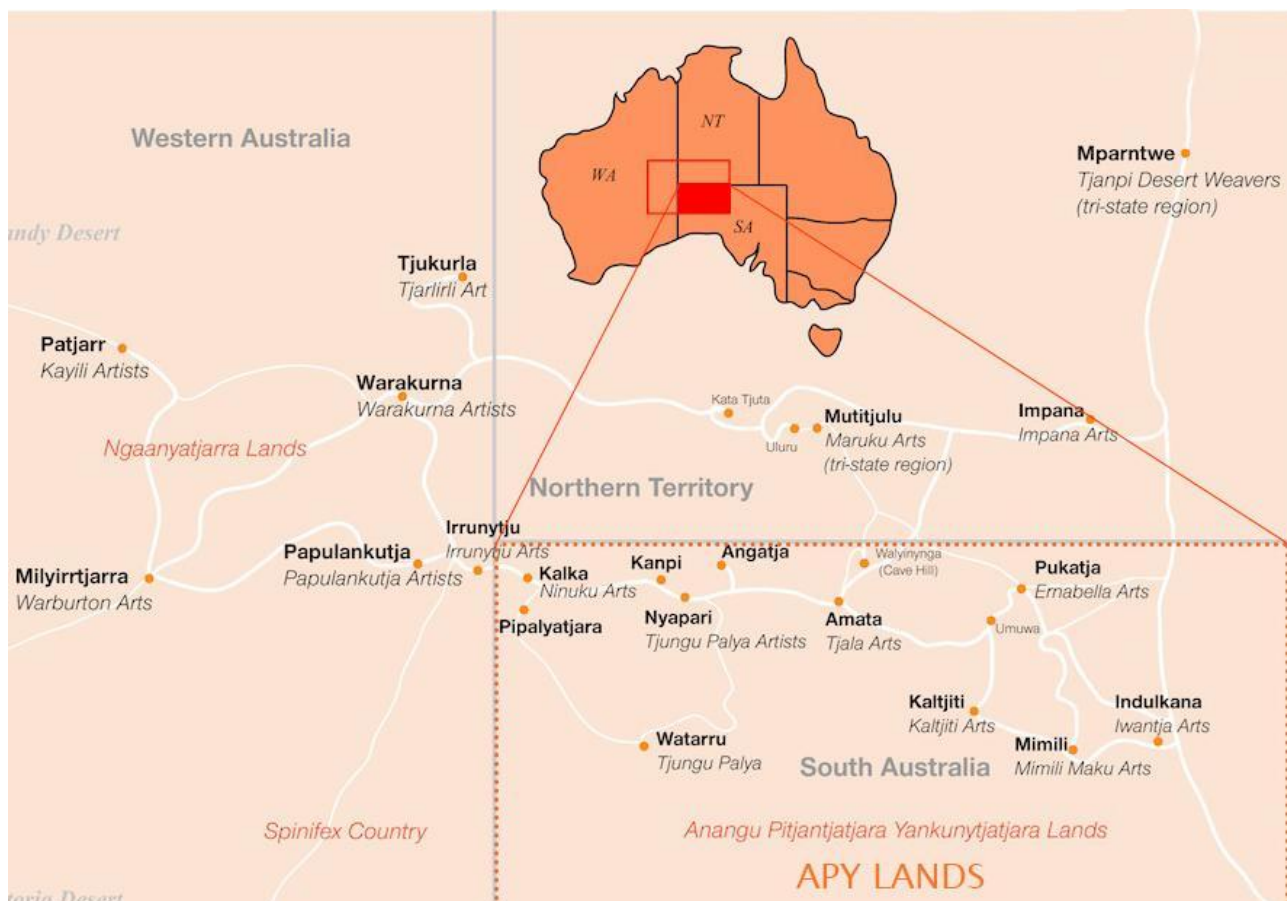 Western Australia
NT
WA
SA
Mparntwe
Tjanpi Desert Weavers
(tri-state region)
andy Desert
Tjukurla
Tjarlirli Art
Patjarr
Kayili Artists
Warakurna
Warakurna Artists
Kata Tjuta
Uluru
Mutitjulu
Maruku Arts
(tri-state region)
Impana
Impana Arts
Ngaanyatjarra Lands
Northern Territory
Irrunytju
Irrunytju Arts
Papulankutja
Papulankutja Artists
Milyirrtjarra
Warburton Arts
Kalka
Ninuku Arts
Pipalyatjara
Kanpi
Angatja
Nyapari
Tjungu Palya Artists
Walyinynga
(Cave Hill)
Amata
Tjala Arts
Pukatja
Ernabella Arts
Umuwa
Kaltjiti
Kaltjiti Arts
Indulkana
Iwantja Arts
Mimili
Mimili Maku Arts
Watarru
Tjungu Palya
South Australia
Spinifex Country
Anangu Pitjantjatjara Yankunytjatjara Lands
APY LANDS
toria Desert